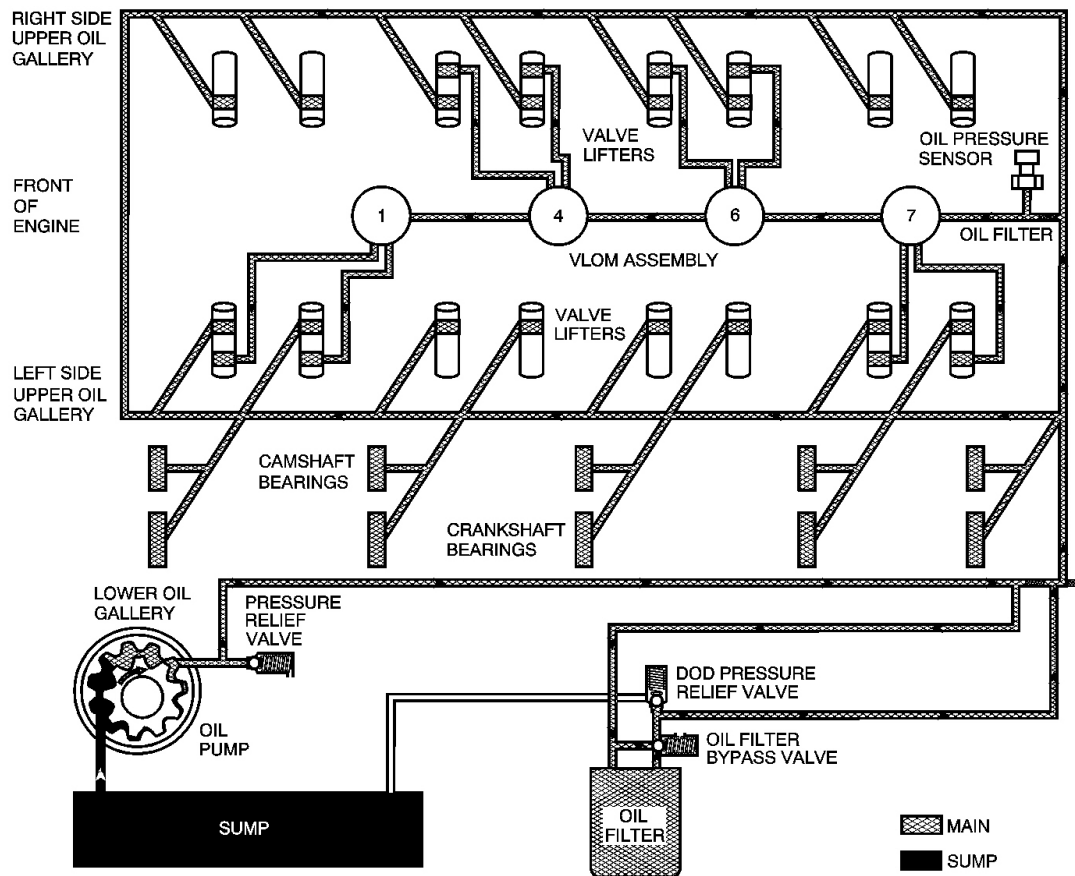 RIGHT SIDE
UPPER OIL
GALLERY
VALVE
LIFTERS
OIL PRESSURE
SENSOR
FRONT
OF
ENGINE
1
4
6
7
OIL FILTER
VLOM ASSEMBLY
VALVE
LIFTERS
LEFT SIDE
UPPER OIL
GALLERY
CAMSHAFT
BEARINGS
CRANKSHAFT
BEARINGS
LOWER OIL
GALLERY
PRESSURE
RELIEF
VALVE
DOD PRESSURE
RELIEF VALVE
OIL
PUMP
OIL FILTER
BYPASS VALVE
SUMP
OIL
FILTER
MAIN
SUMP